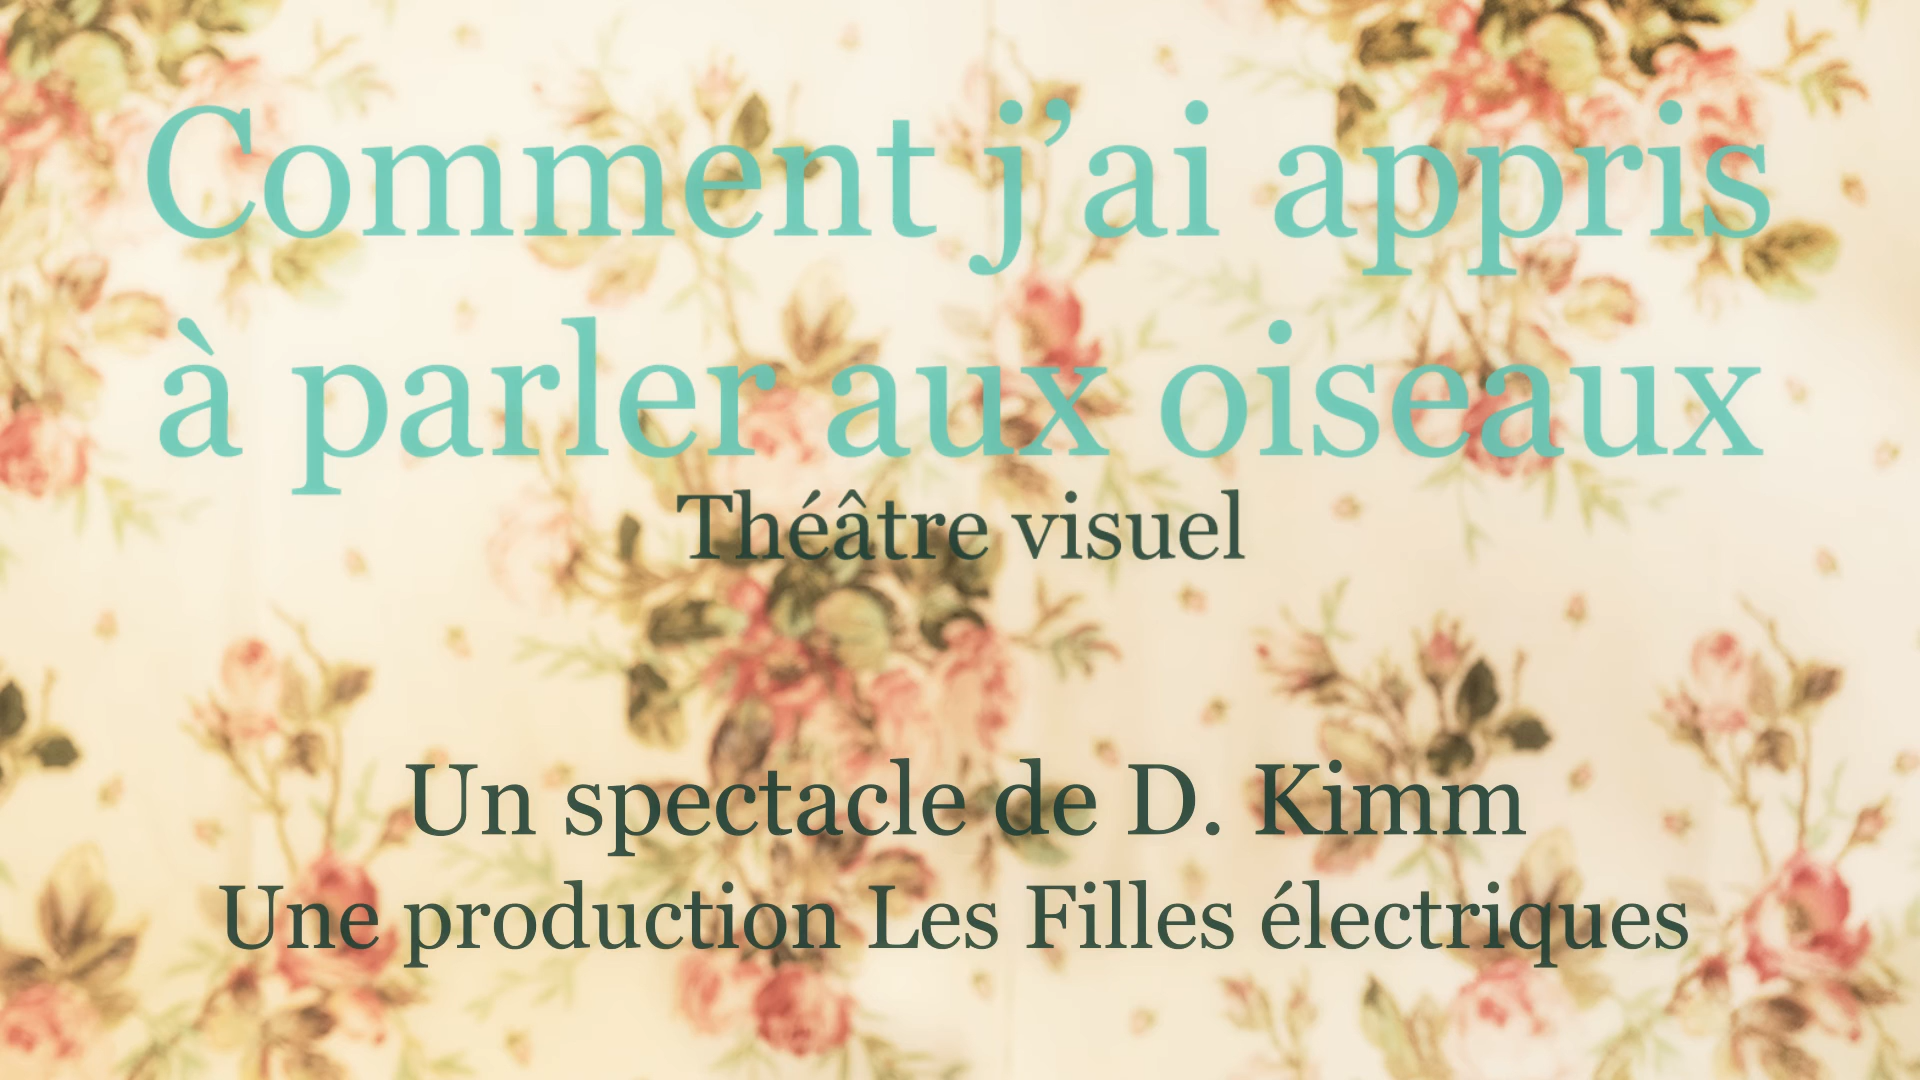 Comment j’ai appris
à parler aux oiseaux
Théâtre visuel
Un spectacle de D. Kimm
Une production Les Filles électriques